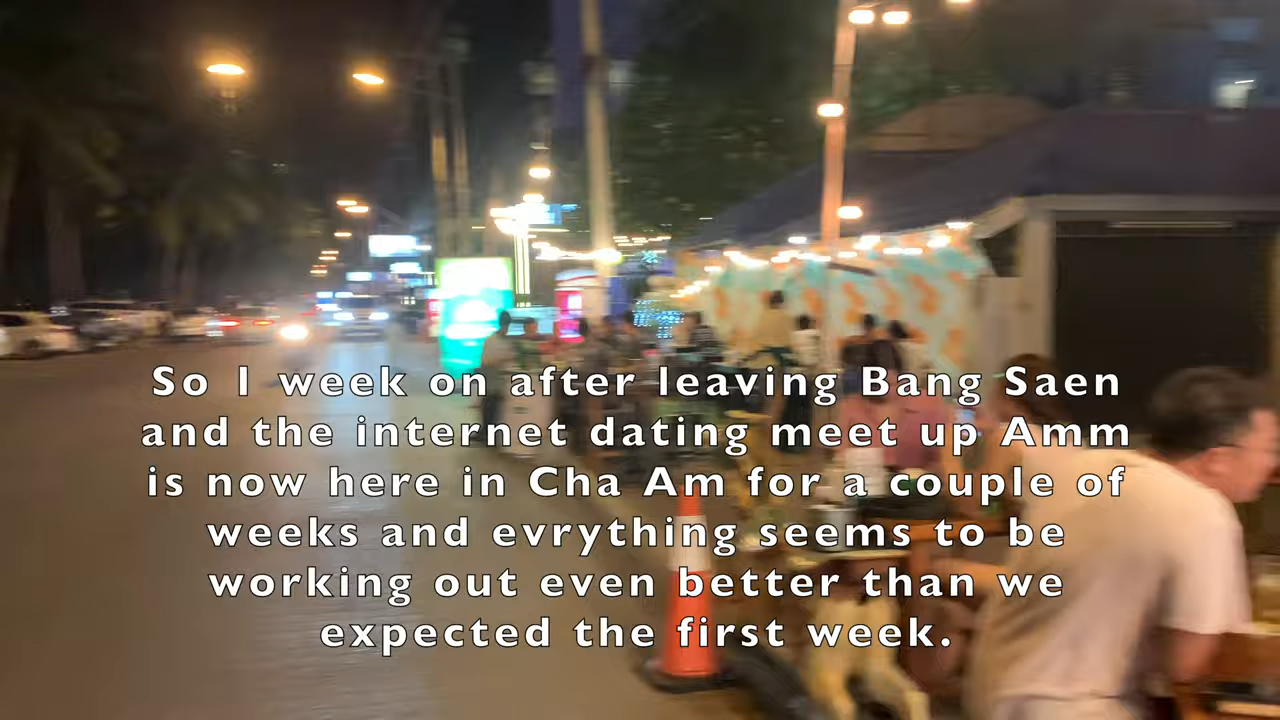 So 1 week on after leaving Bang Saen
and the internet dating meet up Amm
is now here in Cha Am for a couple of
weeks and evrything seems to be
working out even better than we
expected the first week.